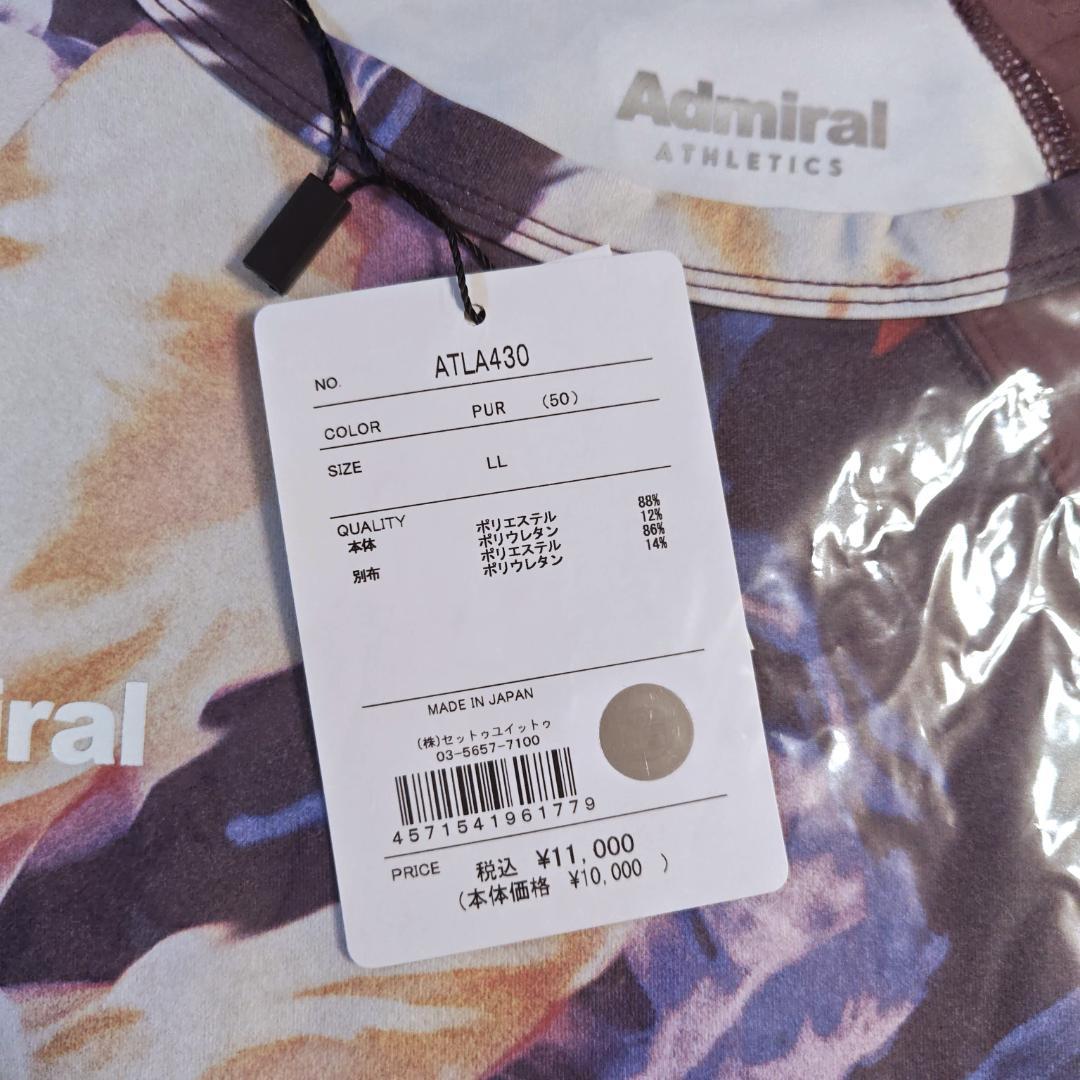 Admiral
ATHLETICS
NO. ATLA430
COLOR PUR (50)
SIZE LL
QUALITY
本体 ポリエステル 88%
ポリウレタン 12%
別布 ポリエステル 86%
ポリウレタン 14%
MADE IN JAPAN
(株)セットゥユイットゥ
03-5657-7100
4571541961779
PRICE 税込 ¥11,000
(本体価格 ¥10,000 )
iral